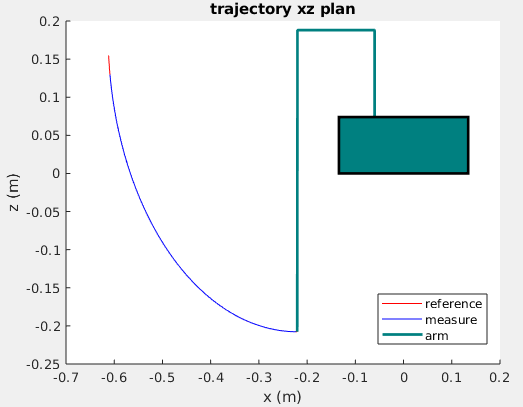 trajectory xz plan
0.2
0.15
0.1
0.05
0
-0.05
-0.1
-0.15
-0.2
-0.25
z (m)
reference
measure
arm
-0.7 -0.6 -0.5 -0.4 -0.3 -0.2 -0.1 0 0.1 0.2
x (m)